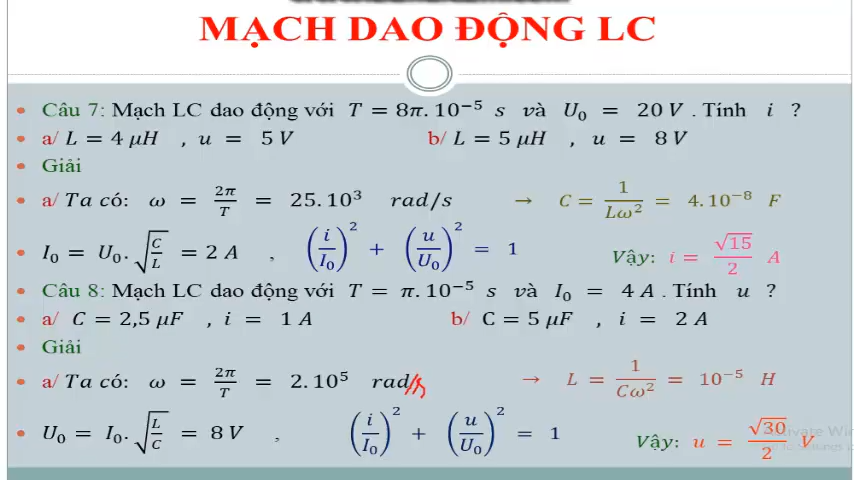 MẠCH DAO ĐỘNG LC
• Câu 7: Mạch LC dao động với T = 8π.10⁻⁵ s và U₀ = 20 V . Tính i ?
• a/ L = 4 μH , u = 5 V b/ L = 5 μH , u = 8 V
• Giải
• a/ Ta có: ω = 2π/T = 25.10³ rad/s → C = 1/(Lω²) = 4.10⁻⁸ F
• I₀ = U₀.√(C/L) = 2 A , (i/I₀)² + (u/U₀)² = 1 Vậy: i = √15/2 A
• Câu 8: Mạch LC dao động với T = π.10⁻⁵ s và I₀ = 4 A . Tính u ?
• a/ C = 2,5 μF , i = 1 A b/ C = 5 μF , i = 2 A
• Giải
• a/ Ta có: ω = 2π/T = 2.10⁵ rad/s → L = 1/(Cω²) = 10⁻⁵ H
• U₀ = I₀.√(L/C) = 8 V , (i/I₀)² + (u/U₀)² = 1 Vậy: u = √30/2 V